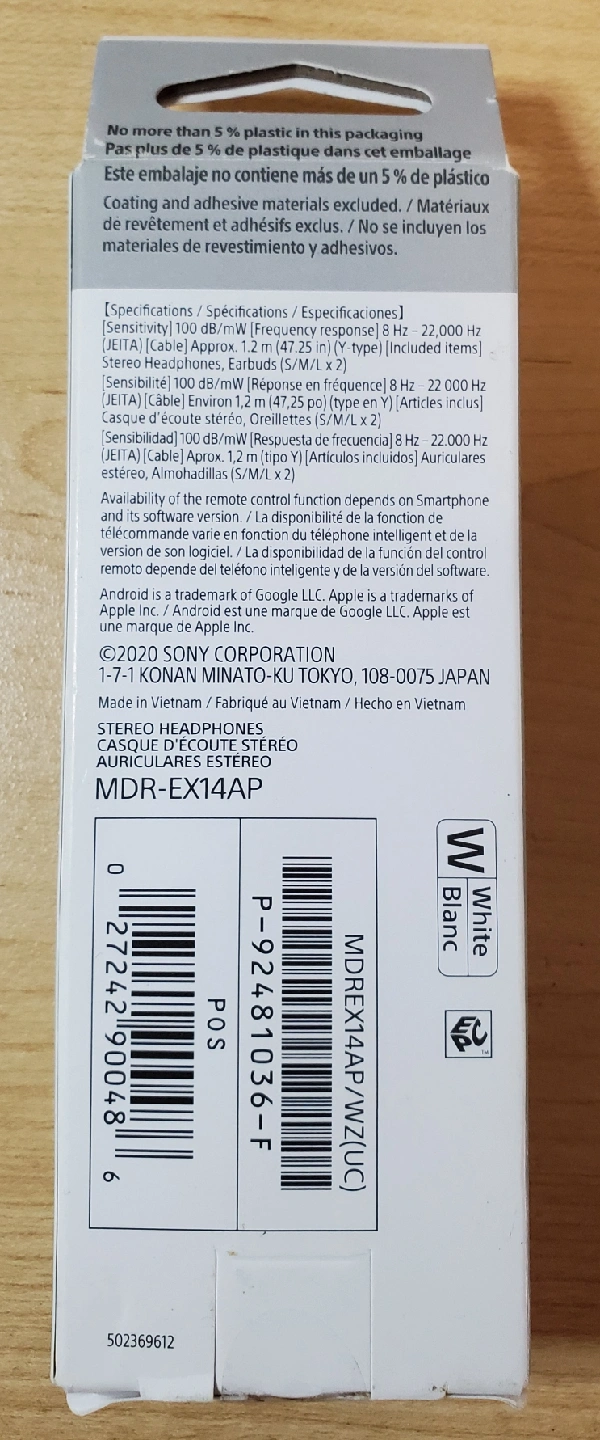 No more than 5 % plastic in this packaging
Pas plus de 5 % de plastique dans cet emballage
Este embalaje no contiene más de un 5 % de plástico
Coating and adhesive materials excluded. / Matériaux
de revêtement et adhésifs exclus. / No se incluyen los
materiales de revestimiento y adhesivos.
[Specifications / Spécifications / Especificaciones]
[Sensitivity] 100 dB/mW [Frequency response] 8 Hz – 22,000 Hz
(JEITA) [Cable] Approx. 1.2 m (47.25 in) (Y-type) [Included items]
Stereo Headphones, Earbuds (S/M/L x 2)
[Sensibilité] 100 dB/mW [Réponse en fréquence] 8 Hz – 22 000 Hz
(JEITA) [Câble] Environ 1,2 m (47,25 po) (type en Y) [Articles inclus]
Casque d'écoute stéréo, Oreillettes (S/M/L x 2)
[Sensibilidad] 100 dB/mW [Respuesta de frecuencia] 8 Hz – 22.000 Hz
(JEITA) [Cable] Aprox. 1,2 m (tipo Y) [Artículos incluidos] Auriculares
estéreo, Almohadillas (S/M/L x 2)
Availability of the remote control function depends on Smartphone
and its software version. / La disponibilité de la fonction de
télécommande varie en fonction du téléphone intelligent et de la
version de son logiciel. / La disponibilidad de la función del control
remoto depende del teléfono inteligente y de la versión del software.
Android is a trademark of Google LLC. Apple is a trademarks of
Apple Inc. / Android est une marque de Google LLC. Apple est
une marque de Apple Inc.
©2020 SONY CORPORATION
1-7-1 KONAN MINATO-KU TOKYO, 108-0075 JAPAN
Made in Vietnam / Fabriqué au Vietnam / Hecho en Vietnam
STEREO HEADPHONES
CASQUE D'ÉCOUTE STÉRÉO
AURICULARES ESTÉREO
MDR-EX14AP
W
White
Blanc
ECP™
MDREX14AP/WZ(UC)
P-92481036-F
POS
0 27242 90048 6
502369612